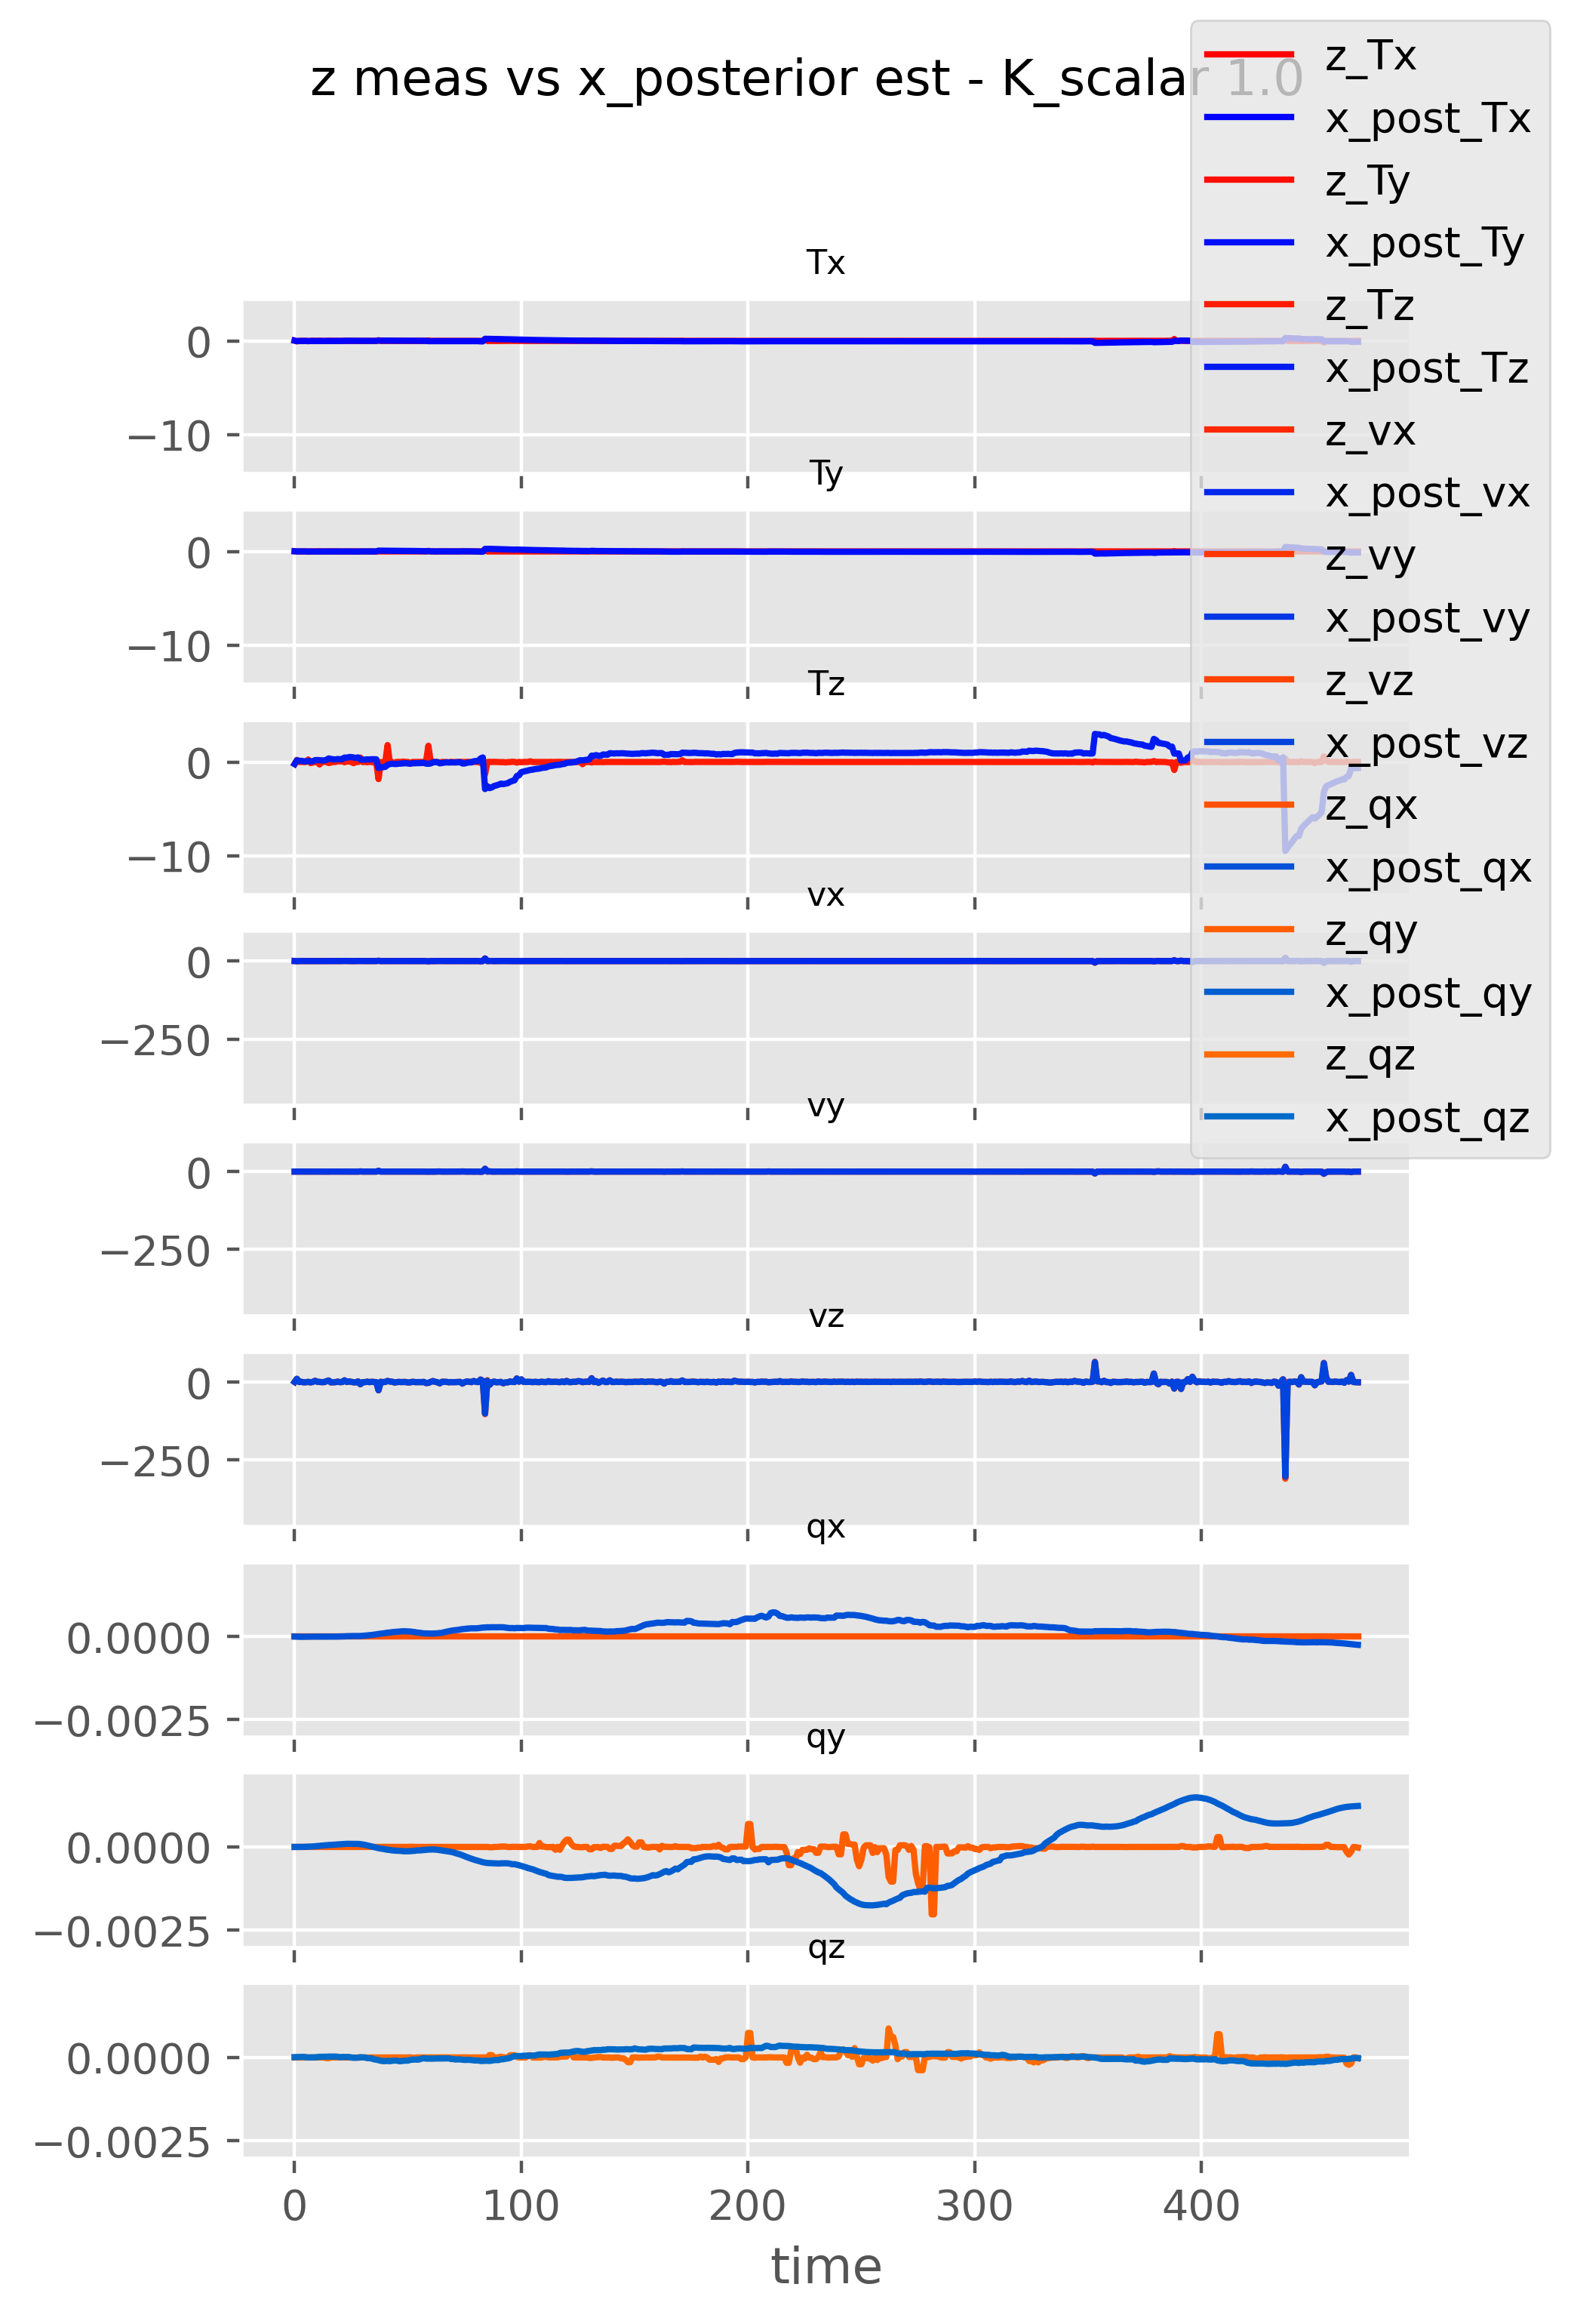 z meas vs x_posterior est - K_scalar 1.0
z_Tx
x_post_Tx
z_Ty
x_post_Ty
z_Tz
x_post_Tz
z_vx
x_post_vx
z_vy
x_post_vy
z_vz
x_post_vz
z_qx
x_post_qx
z_qy
x_post_qy
z_qz
x_post_qz
Tx
0
−10
Ty
0
−10
Tz
0
−10
vx
0
−250
vy
0
−250
vz
0
−250
qx
0.0000
−0.0025
qy
0.0000
−0.0025
qz
0.0000
−0.0025
0 100 200 300 400
time